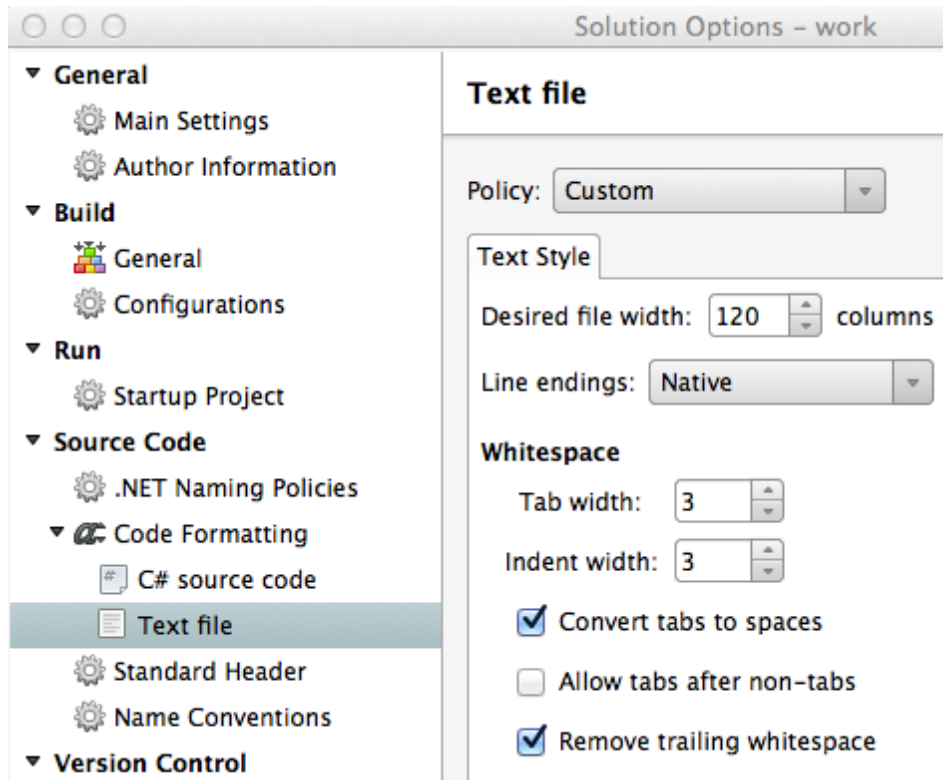 Solution Options – work
General
Main Settings
Author Information
Build
General
Configurations
Run
Startup Project
Source Code
.NET Naming Policies
Code Formatting
C# source code
Text file
Standard Header
Name Conventions
Version Control
Text file
Policy: Custom
Text Style
Desired file width: 120 columns
Line endings: Native
Whitespace
Tab width: 3
Indent width: 3
Convert tabs to spaces
Allow tabs after non-tabs
Remove trailing whitespace